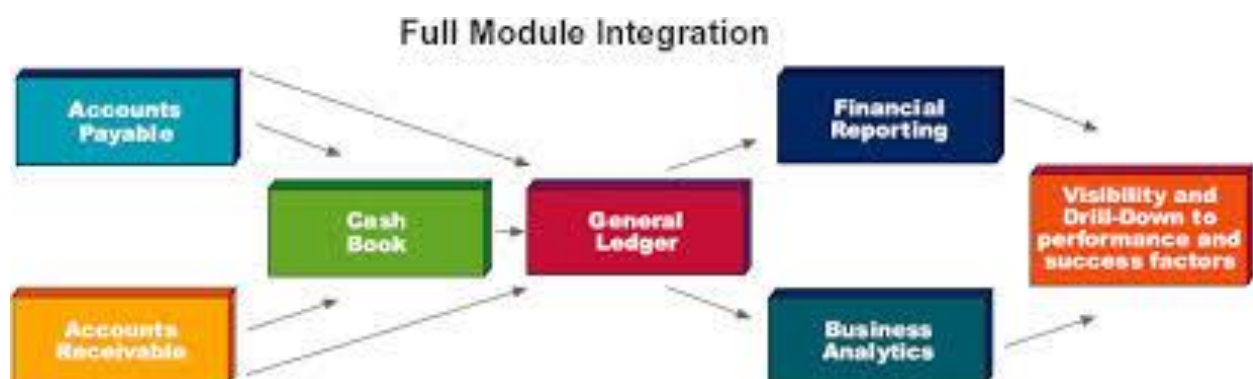 Full Module Integration
Accounts
Payable
Financial
Reporting
Cash
Book
General
Ledger
Visibility and
Drill-Down to
performance and
success factors
Accounts
Receivable
Business
Analytics